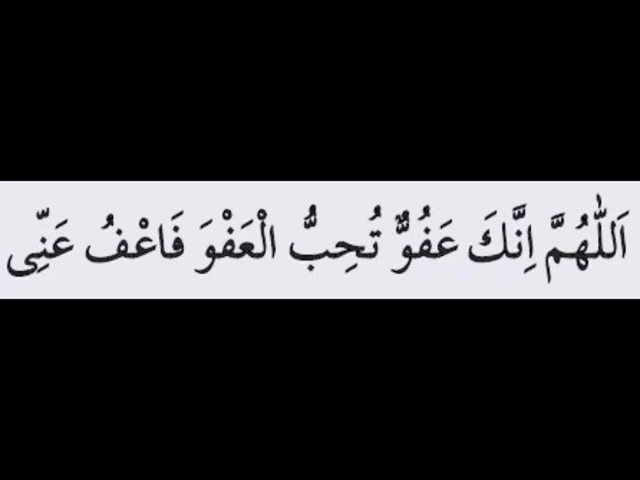 اَللّٰهُمَّ اِنَّكَ عَفُوٌّ تُحِبُّ الْعَفْوَ فَاعْفُ عَنِّى